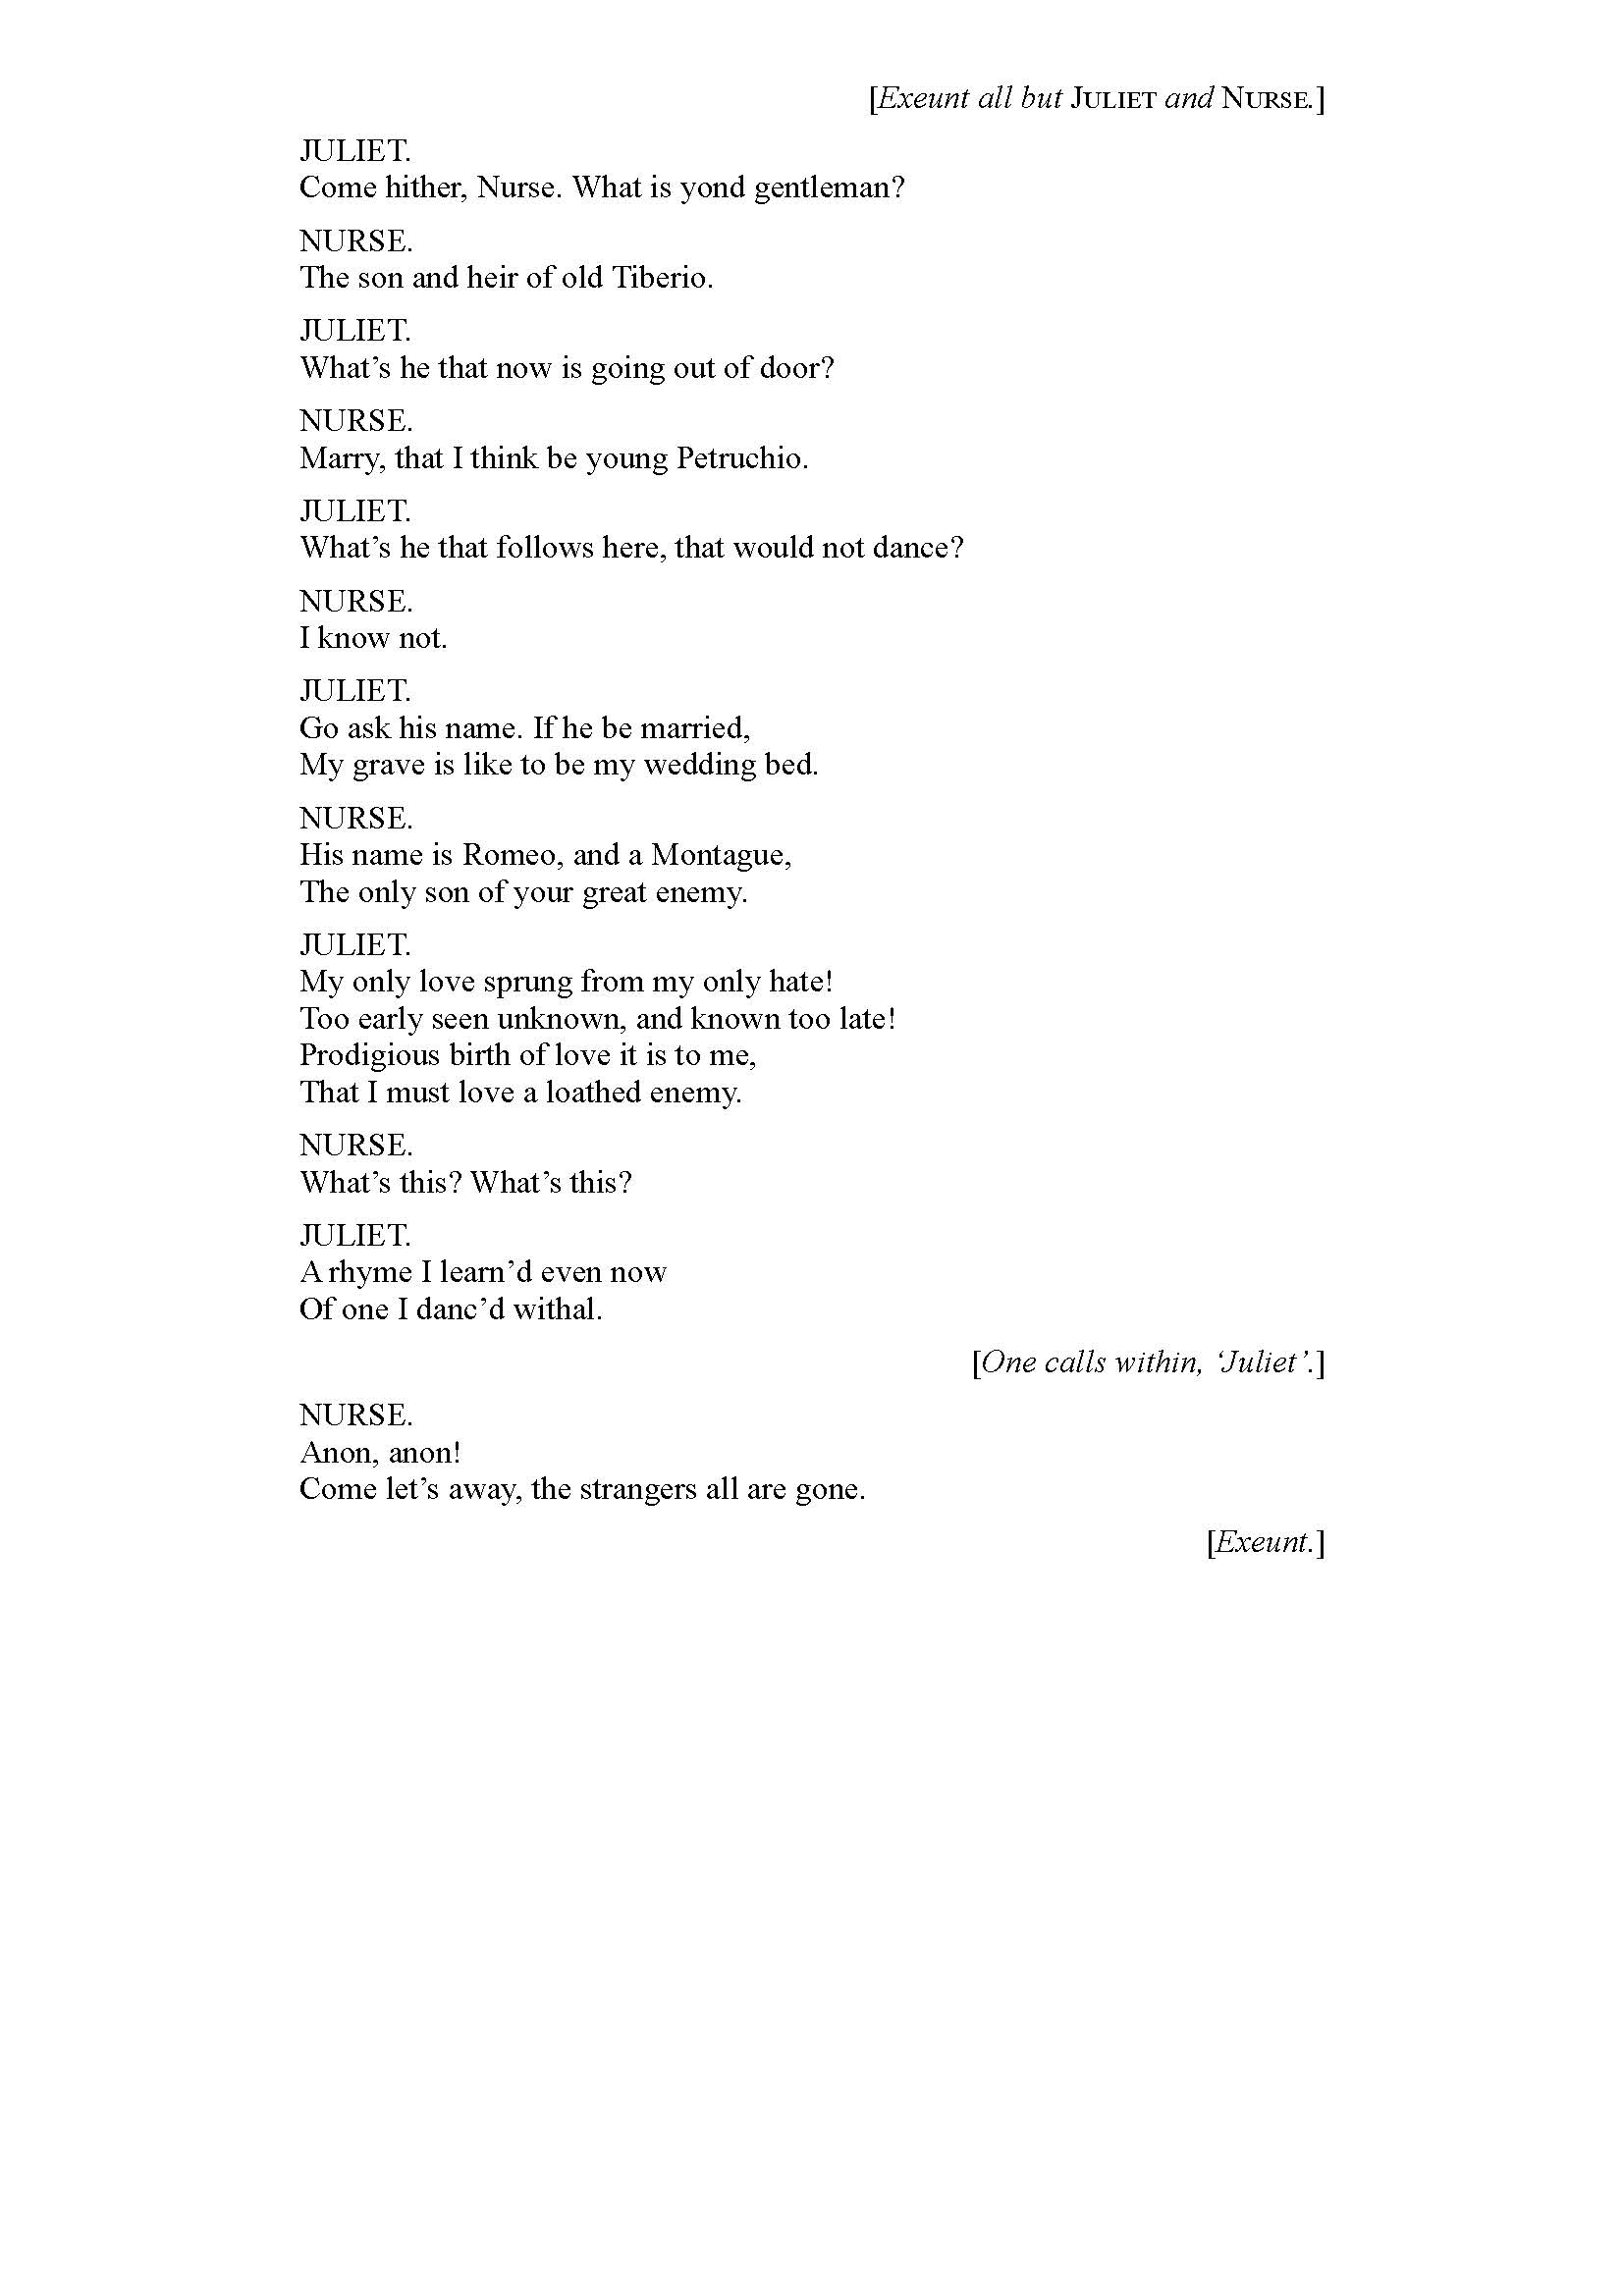 [Exeunt all but JULIET and NURSE.]
JULIET.
Come hither, Nurse. What is yond gentleman?
NURSE.
The son and heir of old Tiberio.
JULIET.
What’s he that now is going out of door?
NURSE.
Marry, that I think be young Petruchio.
JULIET.
What’s he that follows here, that would not dance?
NURSE.
I know not.
JULIET.
Go ask his name. If he be married,
My grave is like to be my wedding bed.
NURSE.
His name is Romeo, and a Montague,
The only son of your great enemy.
JULIET.
My only love sprung from my only hate!
Too early seen unknown, and known too late!
Prodigious birth of love it is to me,
That I must love a loathed enemy.
NURSE.
What’s this? What’s this?
JULIET.
A rhyme I learn’d even now
Of one I danc’d withal.
[One calls within, ‘Juliet’.]
NURSE.
Anon, anon!
Come let’s away, the strangers all are gone.
[Exeunt.]